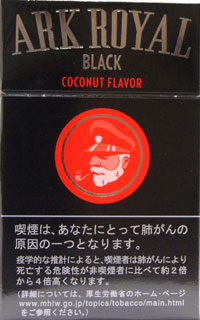 ARK ROYAL
BLACK
COCONUT FLAVOR
喫煙は、あなたにとって肺がんの
原因の一つとなります。
疫学的な推計によると、喫煙者は肺がんにより
死亡する危険性が非喫煙者に比べて約２倍
から４倍高くなります。
(詳細については、厚生労働省のホーム・ページ
www.mhlw.go.jp/topics/tobacco/main.html
をご参照ください。)